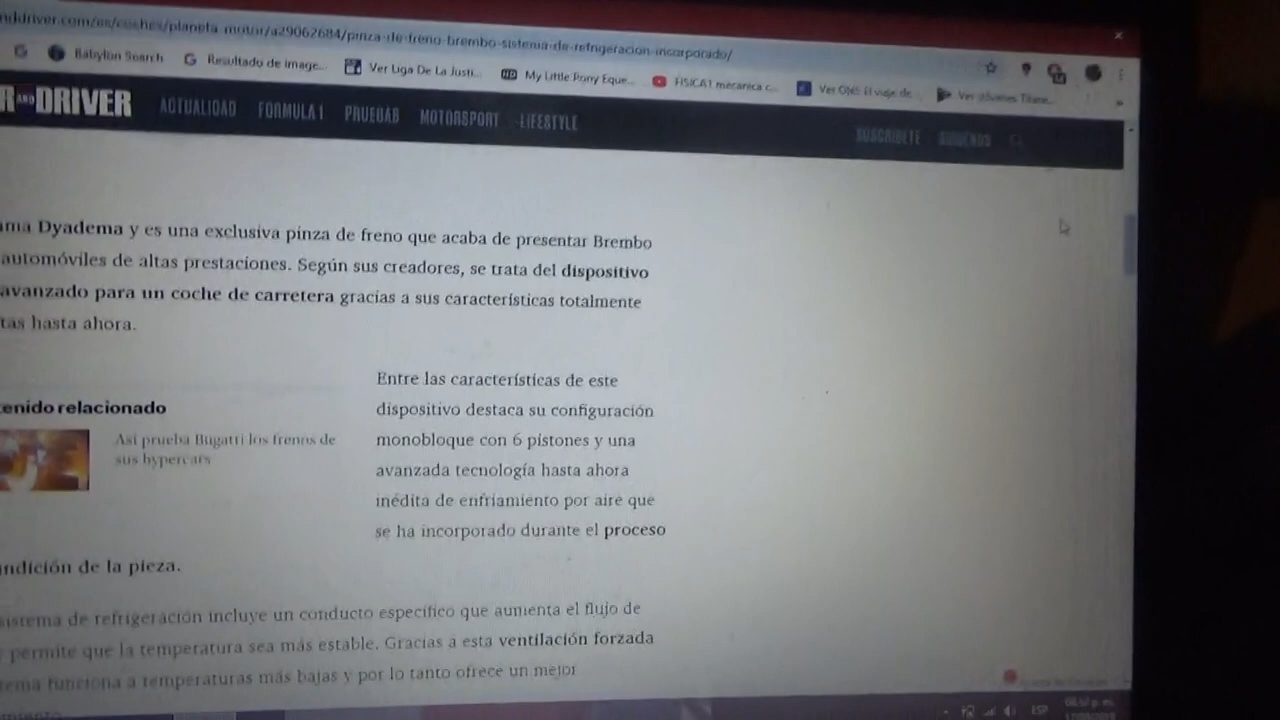 nddriver.com/es/coches/planeta-motor/a29062684/pinza-de-freno-brembo-sistema-de-refrigeracion-incorporado/
Babylon Search Resultado de image... Ver Liga De La Justi... My Little Pony Eque... FISICA1 mecanica c... Ver
R AND DRIVER ACTUALIDAD FORMULA 1 PRUEBAS MOTORSPORT LIFESTYLE SUSCRÍBETE
ama Dyadema y es una exclusiva pinza de freno que acaba de presentar Brembo
automóviles de altas prestaciones. Según sus creadores, se trata del dispositivo
avanzado para un coche de carretera gracias a sus características totalmente
tas hasta ahora.
Entre las características de este
dispositivo destaca su configuración
monobloque con 6 pistones y una
avanzada tecnología hasta ahora
inédita de enfriamiento por aire que
se ha incorporado durante el proceso
tenido relacionado
Así prueba Bugatti los frenos de
sus hypercars
ndición de la pieza.
sistema de refrigeración incluye un conducto específico que aumenta el flujo de
permite que la temperatura sea más estable. Gracias a esta ventilación forzada
tema funciona a temperaturas más bajas y por lo tanto ofrece un mejor
ESP